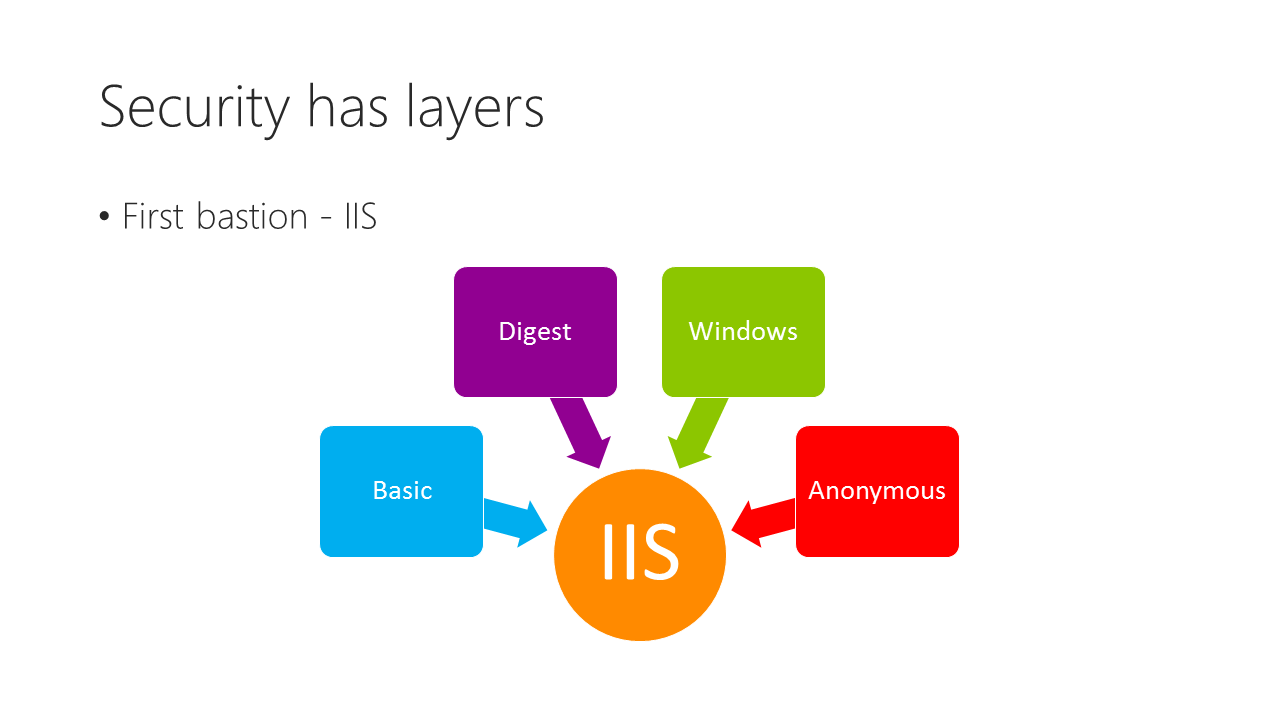 Security has layers
• First bastion - IIS
Digest
Windows
Basic
Anonymous
IIS